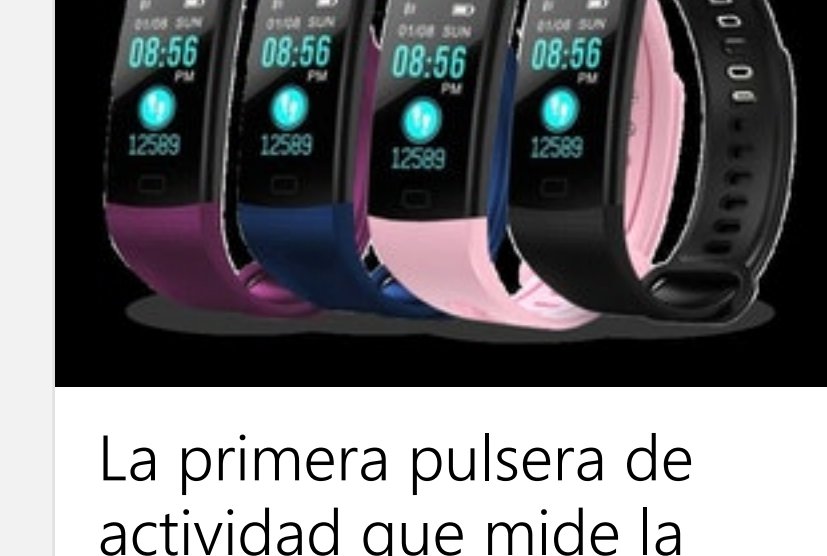 01/08 SUN 01/08 SUN 01/08 SUN 01/08 SUN
08:56 08:56 08:56 08:56
PM PM PM PM
12589 12589 12589 12589
La primera pulsera de
actividad que mide la